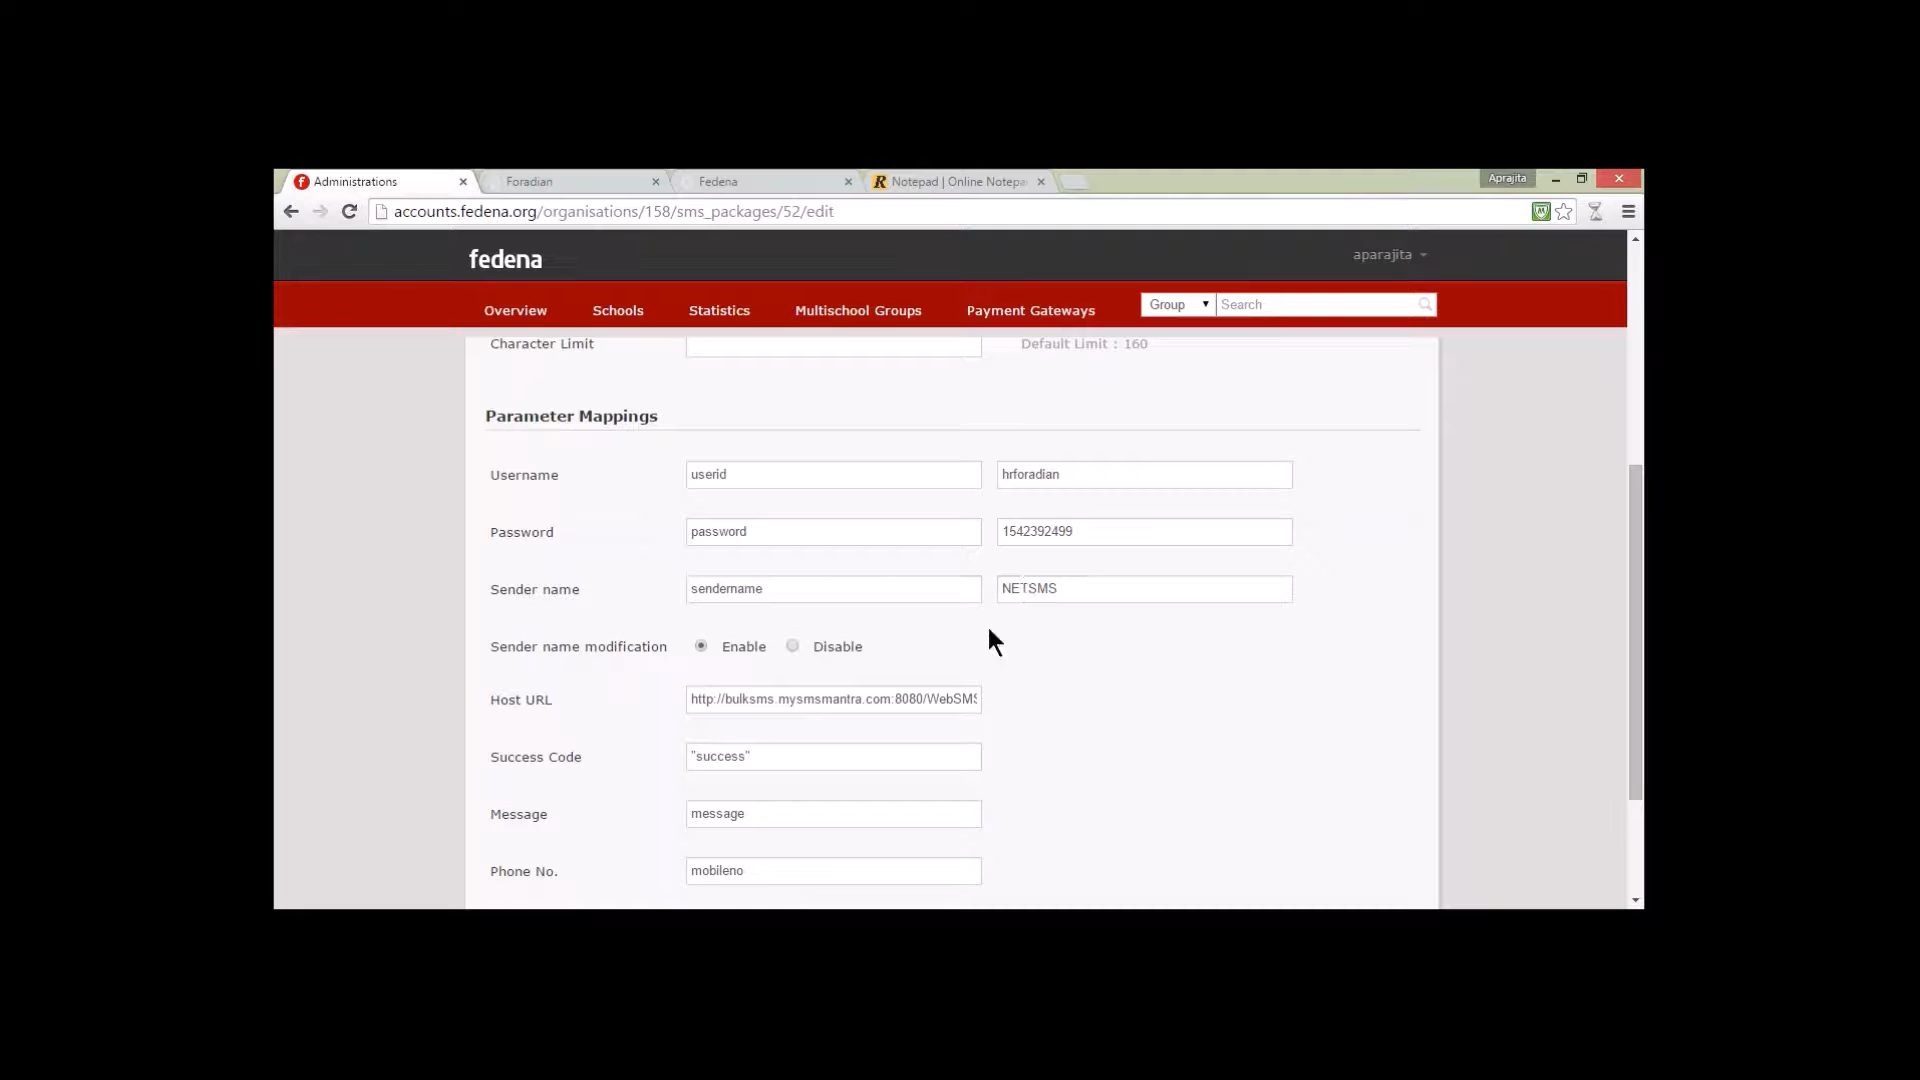 Administrations
Foradian
Fedena
Notepad | Online Notepa
Aprajita
accounts.fedena.org/organisations/158/sms_packages/52/edit
fedena
aparajita
Overview
Schools
Statistics
Multischool Groups
Payment Gateways
Group
Search
Character Limit
Default Limit : 160
Parameter Mappings
Username
userid
hrforadian
Password
password
1542392499
Sender name
sendername
NETSMS
Sender name modification
Enable
Disable
Host URL
http://bulksms.mysmsmantra.com:8080/WebSMS
Success Code
"success"
Message
message
Phone No.
mobileno